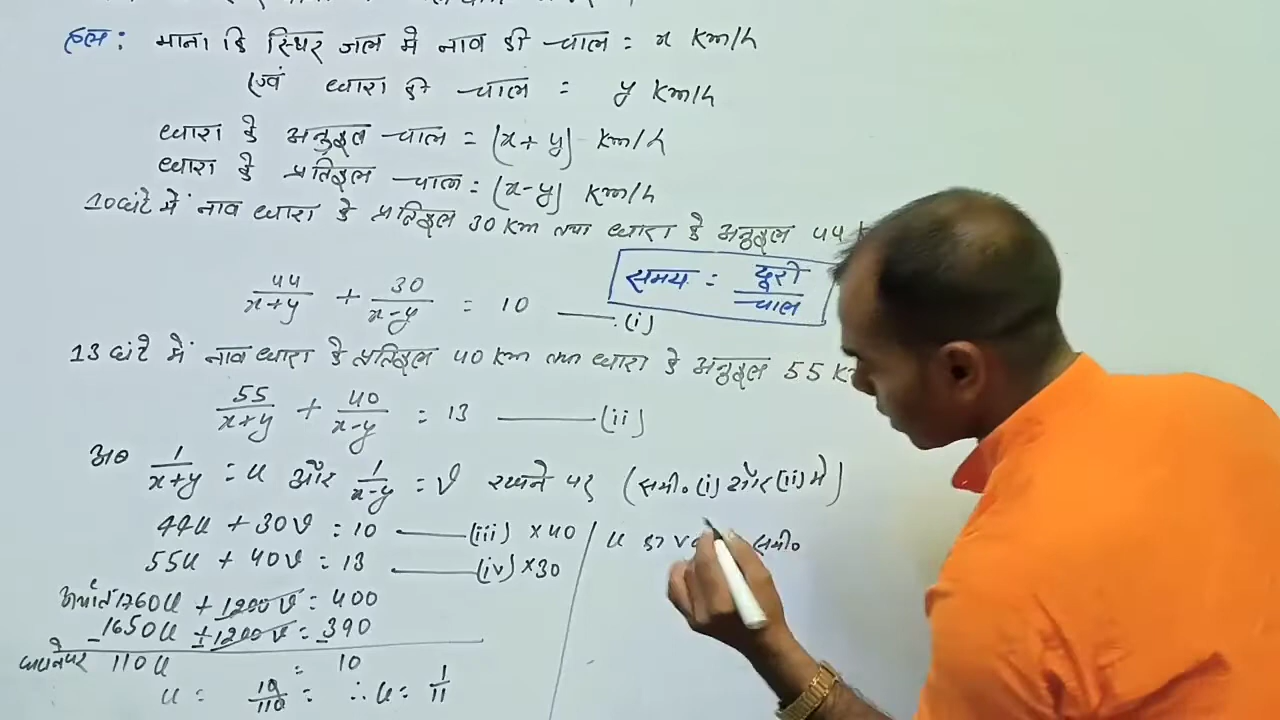 हल: माना कि स्थिर जल मे नाव की चाल = x Km/h
एवं धारा की चाल = y Km/h
धारा के अनुकूल चाल = (x+y) Km/h
धारा के प्रतिकूल चाल = (x-y) Km/h
10 घंटे में नाव धारा के प्रतिकूल 30 Km तथा धारा के अनुकूल 44
समय = दूरी/चाल
44/(x+y) + 30/(x-y) = 10 ——(i)
13 घंटे में नाव धारा के प्रतिकूल 40 Km तथा धारा के अनुकूल 55
55/(x+y) + 40/(x-y) = 13 ——(ii)
अब 1/(x+y) = u और 1/(x-y) = v रखने पर (समी० (i) और (ii) मे)
44u + 30v = 10 ——(iii) ×40
55u + 40v = 13 ——(iv) ×30
अर्थात 1760u + 1200v = 400
-1650u ±1200v = -390
घटाने पर 110u = 10
u = 10/110 = ∴ u = 1/11
u का समी०